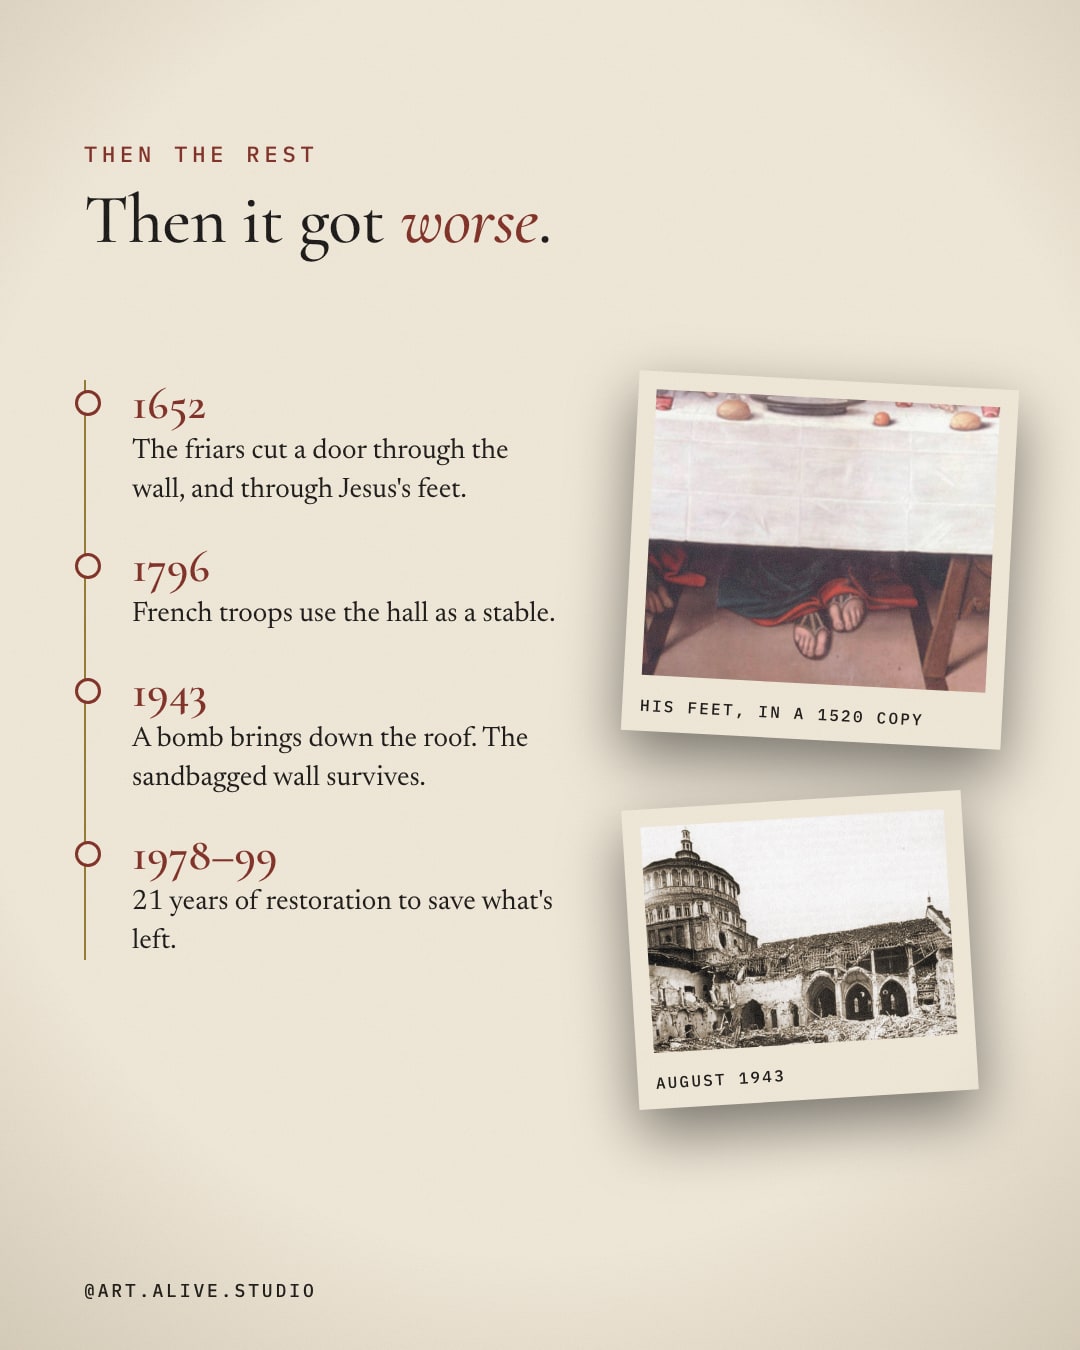 THEN THE REST
Then it got worse.
1652
The friars cut a door through the
wall, and through Jesus's feet.
1796
French troops use the hall as a stable.
1943
A bomb brings down the roof. The
sandbagged wall survives.
1978–99
21 years of restoration to save what's
left.
HIS FEET, IN A 1520 COPY
AUGUST 1943
@ART.ALIVE.STUDIO